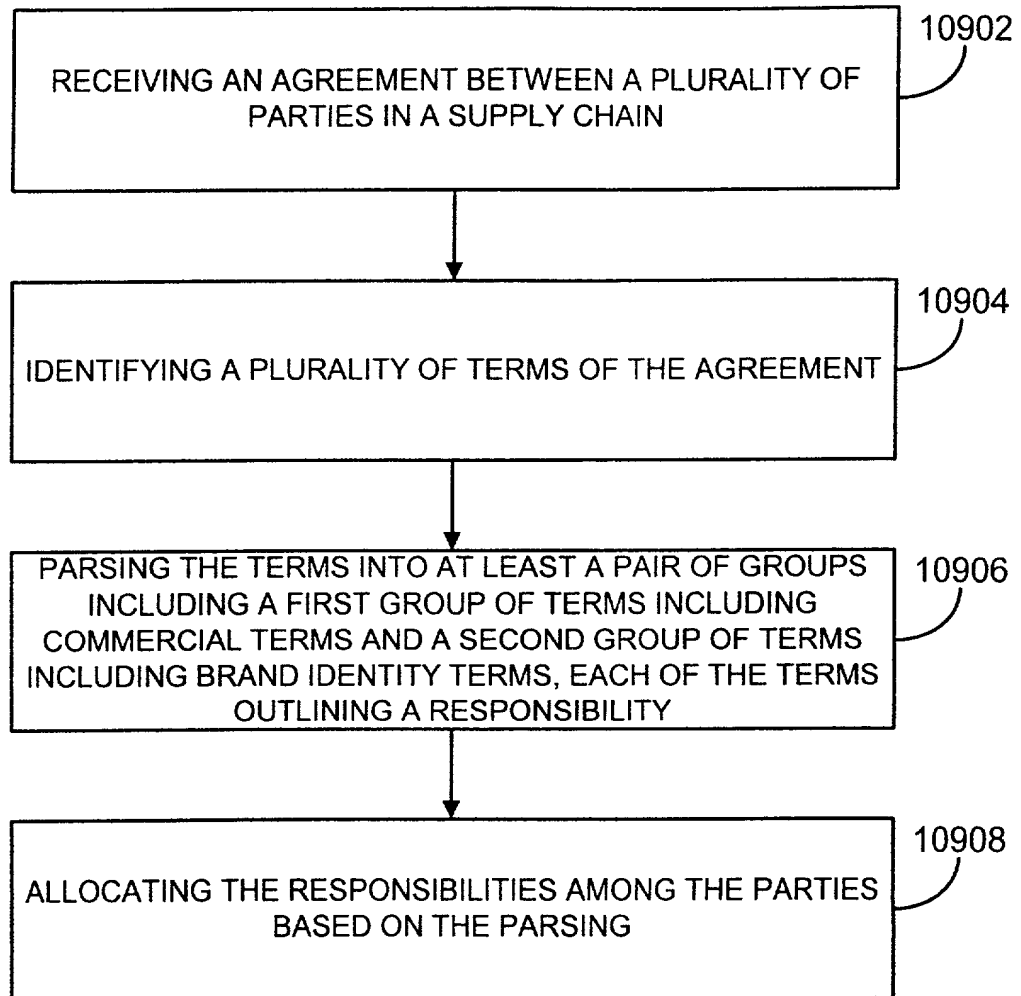 10902
RECEIVING AN AGREEMENT BETWEEN A PLURALITY OF
PARTIES IN A SUPPLY CHAIN
10904
IDENTIFYING A PLURALITY OF TERMS OF THE AGREEMENT
10906
PARSING THE TERMS INTO AT LEAST A PAIR OF GROUPS
INCLUDING A FIRST GROUP OF TERMS INCLUDING
COMMERCIAL TERMS AND A SECOND GROUP OF TERMS
INCLUDING BRAND IDENTITY TERMS, EACH OF THE TERMS
OUTLINING A RESPONSIBILITY
10908
ALLOCATING THE RESPONSIBILITIES AMONG THE PARTIES
BASED ON THE PARSING